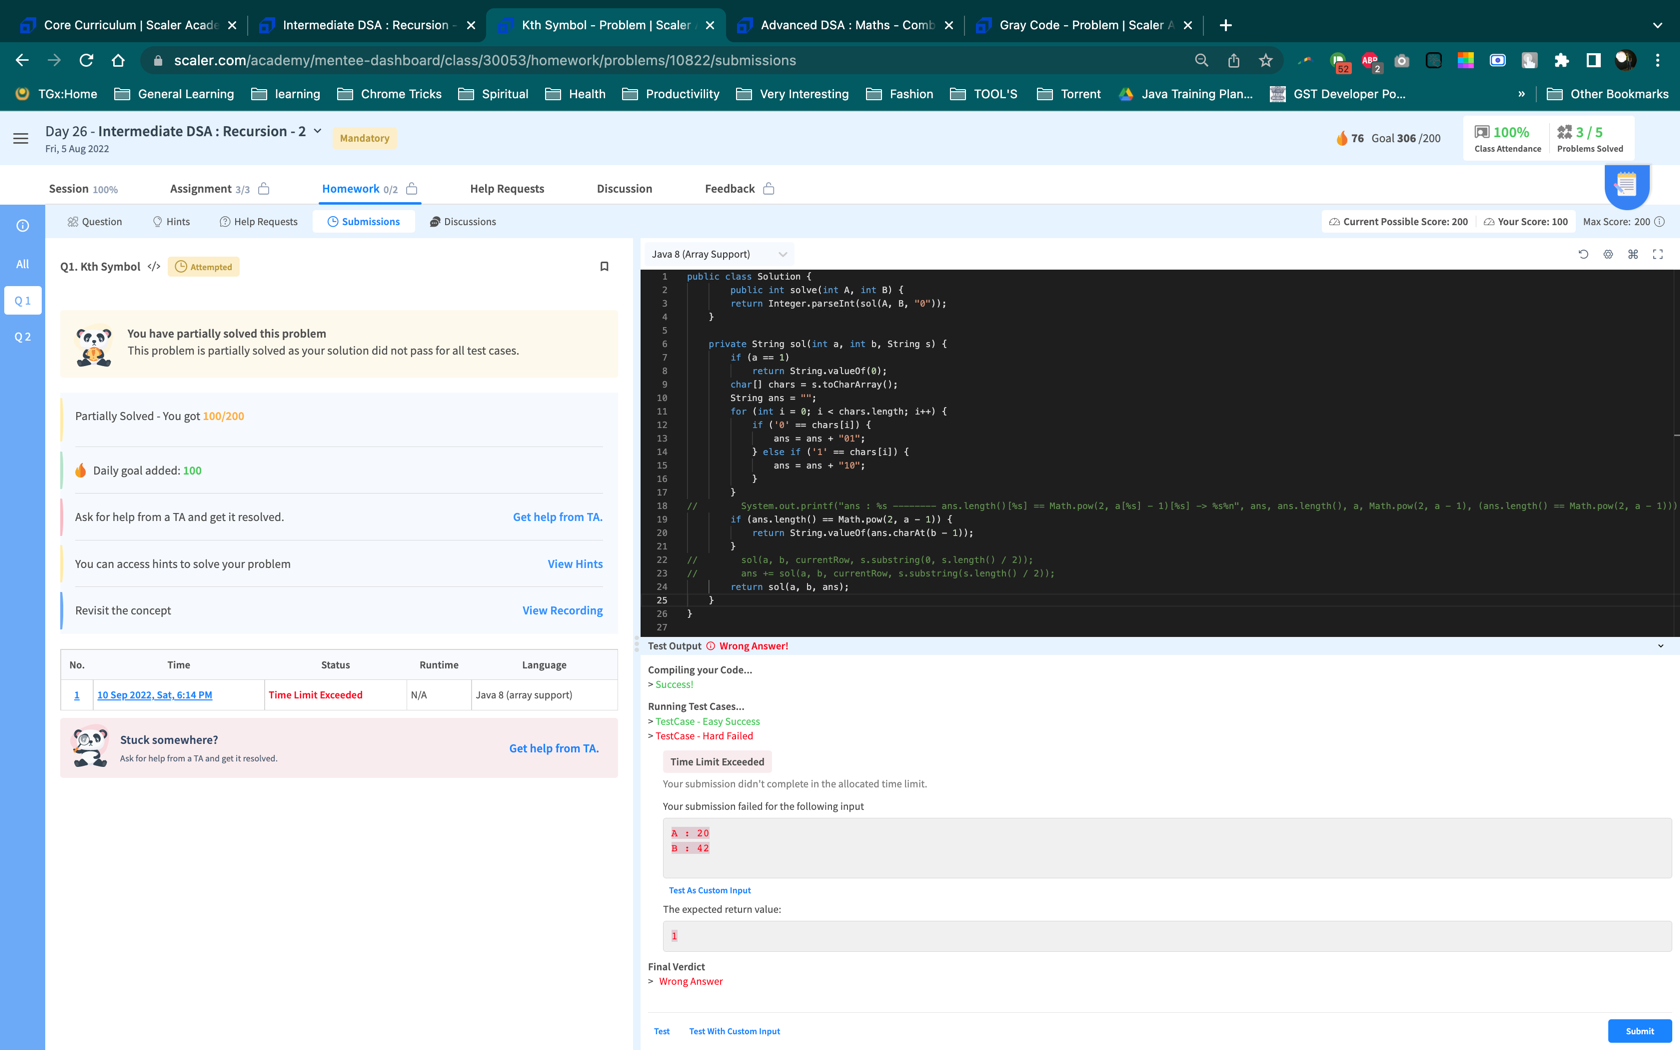 Core Curriculum | Scaler Acade
Intermediate DSA : Recursion -
Kth Symbol - Problem | Scaler
Advanced DSA : Maths - Comb
Gray Code - Problem | Scaler A
scaler.com/academy/mentee-dashboard/class/30053/homework/problems/10822/submissions
52
ABP
2
TGx:Home
General Learning
learning
Chrome Tricks
Spiritual
Health
Productivity
Very Interesting
Fashion
TOOL'S
Torrent
Java Training Plan...
GST Developer Po...
»
Other Bookmarks
Day 26 - Intermediate DSA : Recursion - 2
Mandatory
Fri, 5 Aug 2022
76 Goal 306 /200
100%
Class Attendance
3 / 5
Problems Solved
Session 100%
Assignment 3/3
Homework 0/2
Help Requests
Discussion
Feedback
Question
Hints
Help Requests
Submissions
Discussions
Current Possible Score: 200
Your Score: 100
Max Score: 200
All
Q 1
Q 2
Q1. Kth Symbol </>
Attempted
You have partially solved this problem
This problem is partially solved as your solution did not pass for all test cases.
Partially Solved - You got 100/200
Daily goal added: 100
Ask for help from a TA and get it resolved.
Get help from TA.
You can access hints to solve your problem
View Hints
Revisit the concept
View Recording
No. Time Status Runtime Language
1 10 Sep 2022, Sat, 6:14 PM Time Limit Exceeded N/A Java 8 (array support)
Stuck somewhere?
Ask for help from a TA and get it resolved.
Get help from TA.
Java 8 (Array Support)
1 public class Solution {
2 public int solve(int A, int B) {
3 return Integer.parseInt(sol(A, B, "0"));
4 }
5
6 private String sol(int a, int b, String s) {
7 if (a == 1)
8 return String.valueOf(0);
9 char[] chars = s.toCharArray();
10 String ans = "";
11 for (int i = 0; i < chars.length; i++) {
12 if ('0' == chars[i]) {
13 ans = ans + "01";
14 } else if ('1' == chars[i]) {
15 ans = ans + "10";
16 }
17 }
18 // System.out.printf("ans : %s -------- ans.length()[%s] == Math.pow(2, a[%s] - 1)[%s] -> %s%n", ans, ans.length(), a, Math.pow(2, a - 1), (ans.length() == Math.pow(2, a - 1)))
19 if (ans.length() == Math.pow(2, a - 1)) {
20 return String.valueOf(ans.charAt(b - 1));
21 }
22 // sol(a, b, currentRow, s.substring(0, s.length() / 2));
23 // ans += sol(a, b, currentRow, s.substring(s.length() / 2));
24 return sol(a, b, ans);
25 }
26 }
27
Test Output Wrong Answer!
Compiling your Code...
> Success!
Running Test Cases...
> TestCase - Easy Success
> TestCase - Hard Failed
Time Limit Exceeded
Your submission didn't complete in the allocated time limit.
Your submission failed for the following input
A : 20
B : 42
Test As Custom Input
The expected return value:
1
Final Verdict
> Wrong Answer
Test
Test With Custom Input
Submit